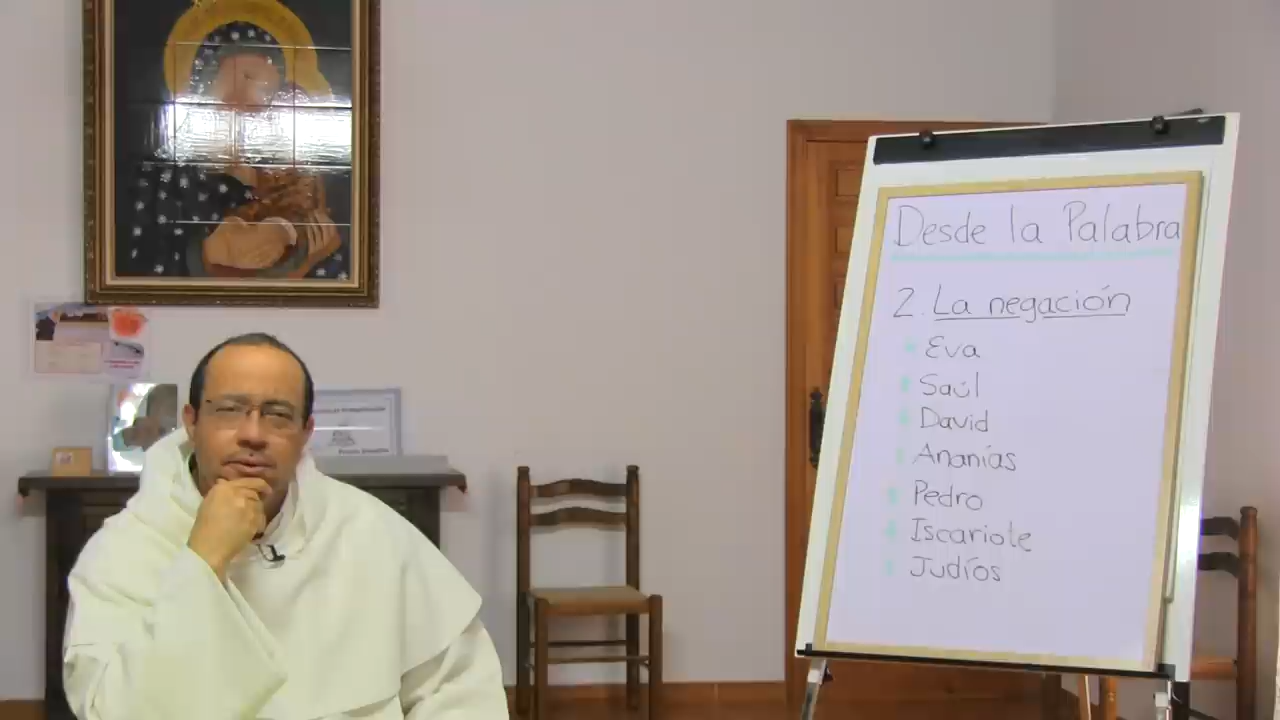 Desde la Palabra
2. La negación
Eva
Saúl
David
Ananías
Pedro
Iscariote
Judíos